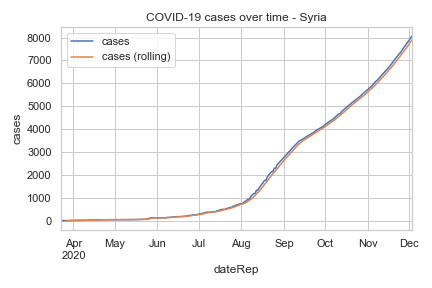 COVID-19 cases over time - Syria
cases
cases (rolling)
8000
7000
6000
5000
4000
3000
2000
1000
0
cases
Apr May Jun Jul Aug Sep Oct Nov Dec
2020
dateRep